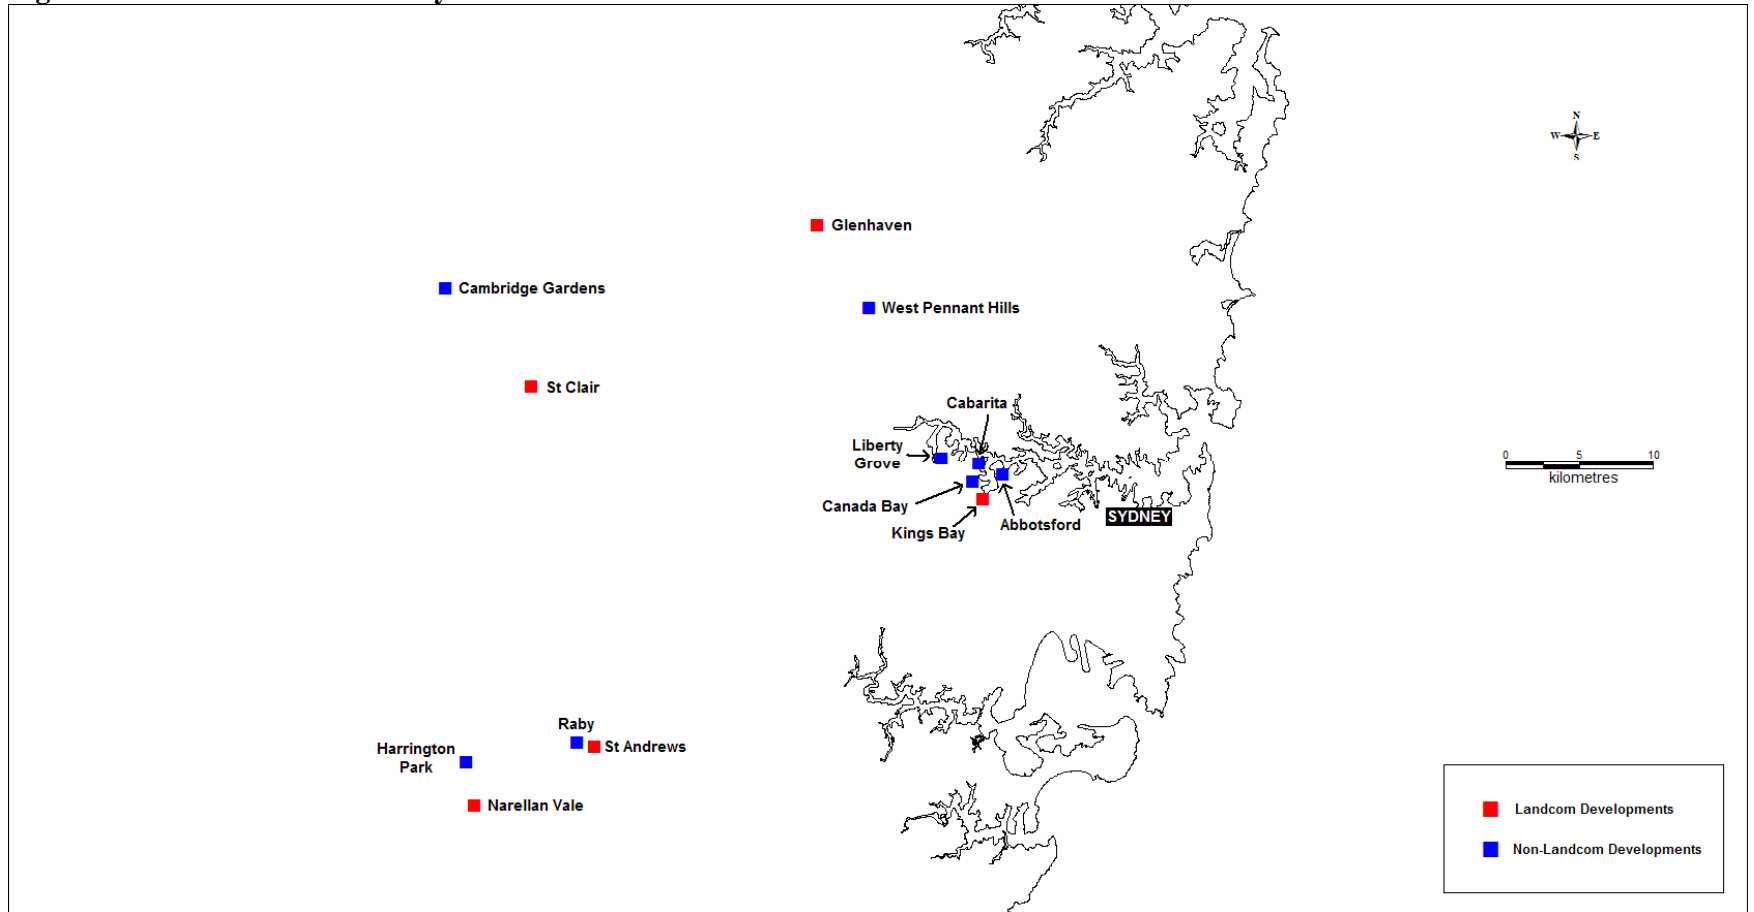 N
W E
S
Glenhaven
Cambridge Gardens
West Pennant Hills
St Clair
Cabarita
Liberty
Grove
0 5 10
kilometres
Canada Bay
Kings Bay
Abbotsford
SYDNEY
Raby
St Andrews
Harrington
Park
Narellan Vale
Landcom Developments
Non-Landcom Developments